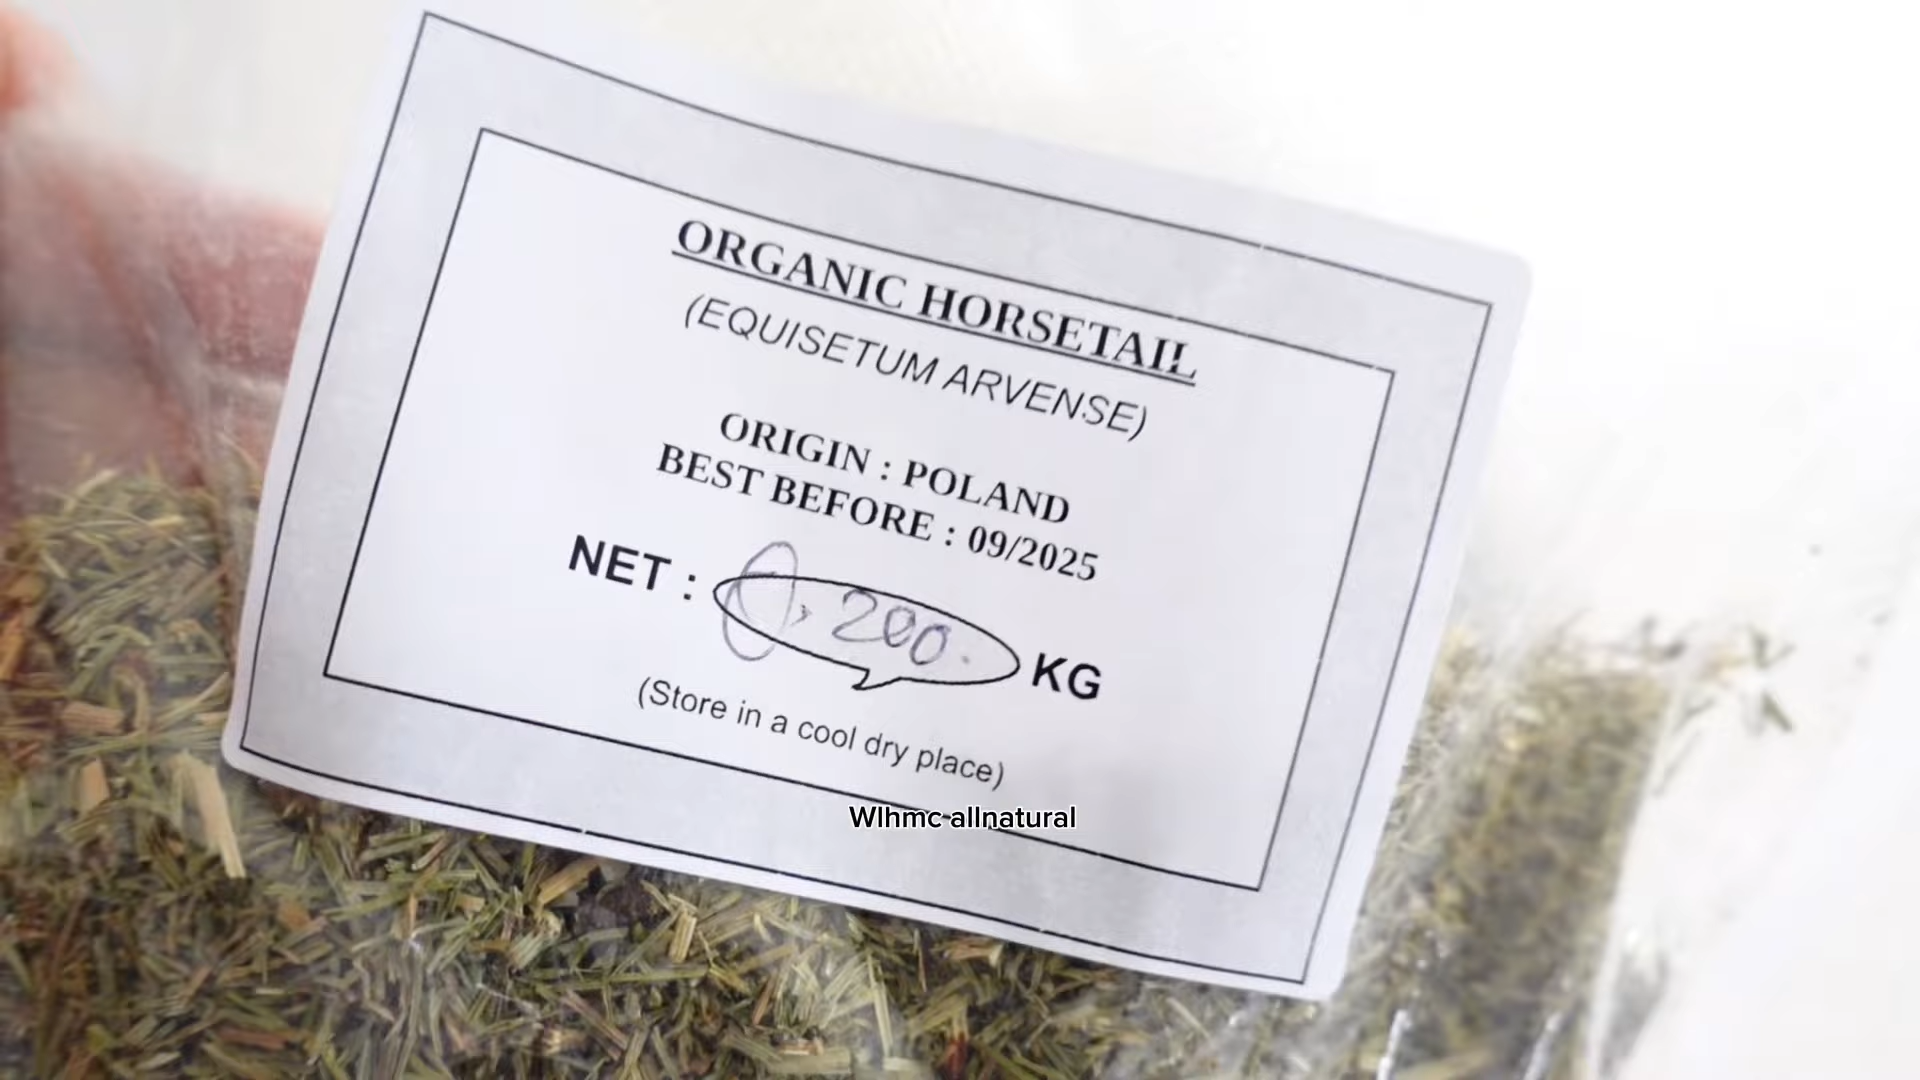 ORGANIC HORSETAIL
(EQUISETUM ARVENSE)
ORIGIN : POLAND
BEST BEFORE : 09/2025
NET : 0,200 KG
(Store in a cool dry place)
Wlhmc allnatural